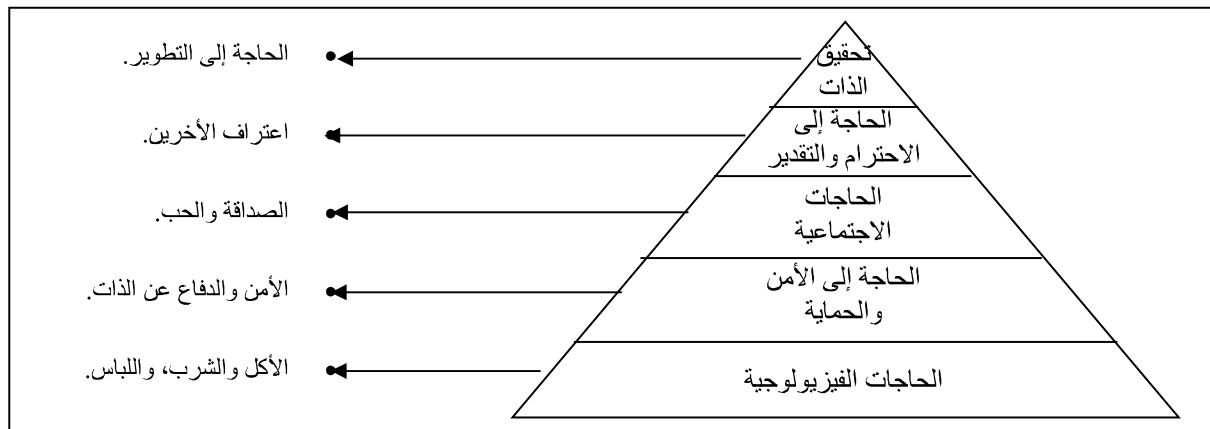 تحقيق
الذات
الحاجة إلى التطوير.
الحاجة إلى
الاحترام والتقدير
اعتراف الأخرين.
الحاجات
الاجتماعية
الصداقة والحب.
الحاجة إلى الأمن
والحماية
الأمن والدفاع عن الذات.
الحاجات الفيزيولوجية
الأكل والشرب، واللباس.